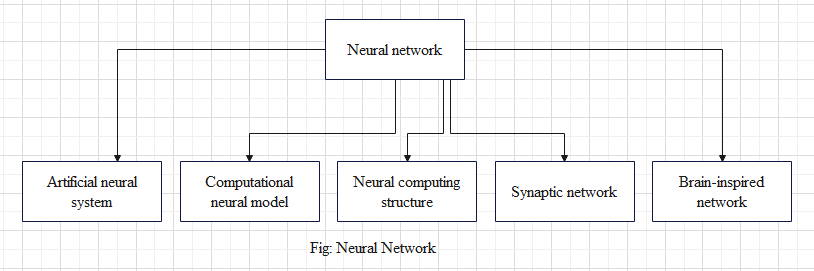 Neural network
Artificial neural
system
Computational
neural model
Neural computing
structure
Synaptic network
Brain-inspired
network
Fig: Neural Network